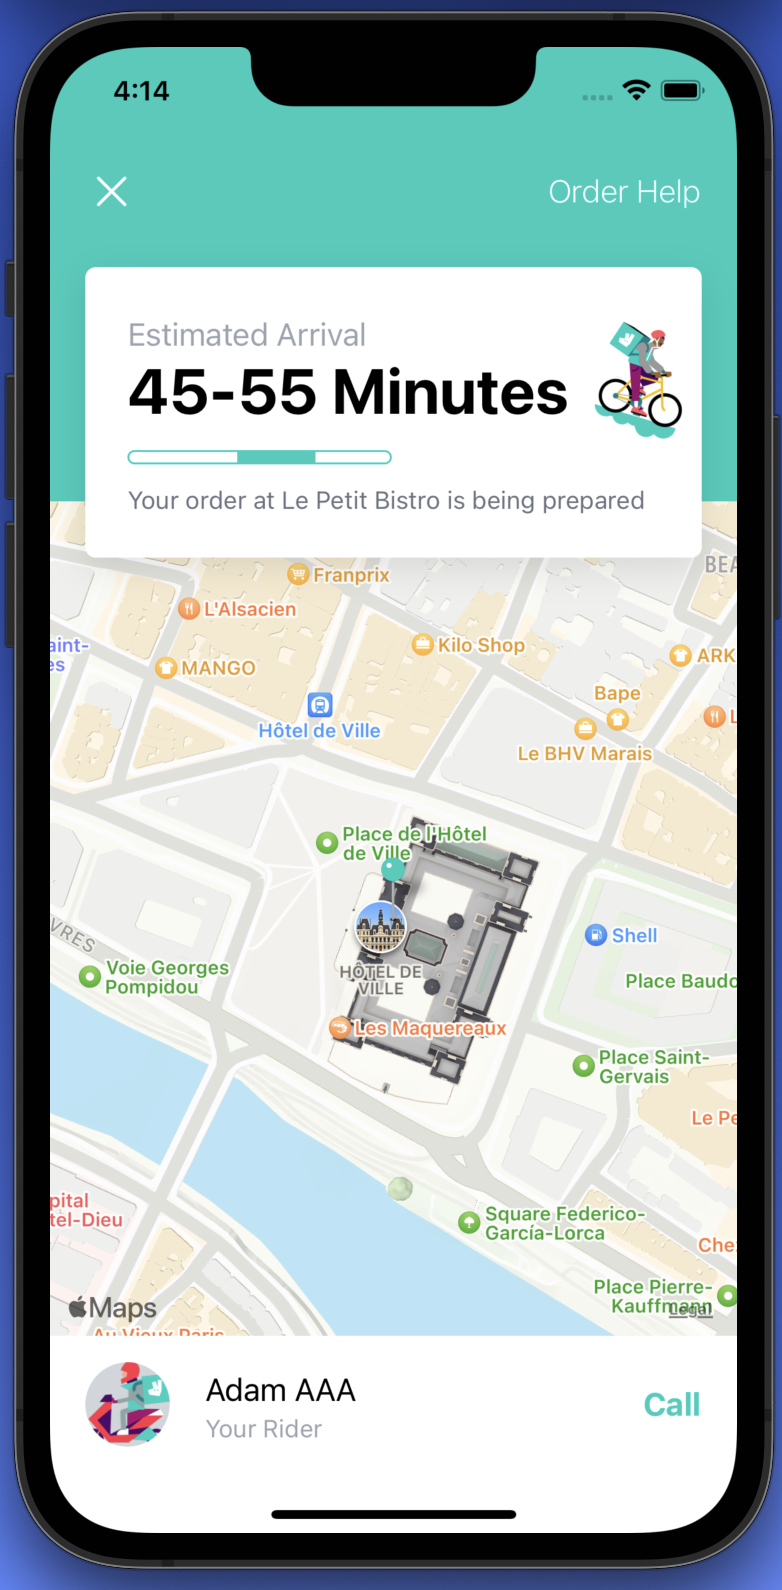 4:14
Order Help
Estimated Arrival
45-55 Minutes
Your order at Le Petit Bistro is being prepared
BEA
Franprix
L'Alsacien
Kilo Shop
aint-
es
MANGO
ARK
Bape
L
Hôtel de Ville
Le BHV Marais
Place de l'Hôtel
de Ville
VRES
Shell
Voie Georges
Pompidou
HÔTEL DE
VILLE
Place Baudo
Les Maquereaux
Place Saint-
Gervais
Le Pe
pital
tel-Dieu
Square Federico-
García-Lorca
Che
Place Pierre-
Kauffmann
Maps
Legal
Au Vieux Paris
Adam AAA
Your Rider
Call